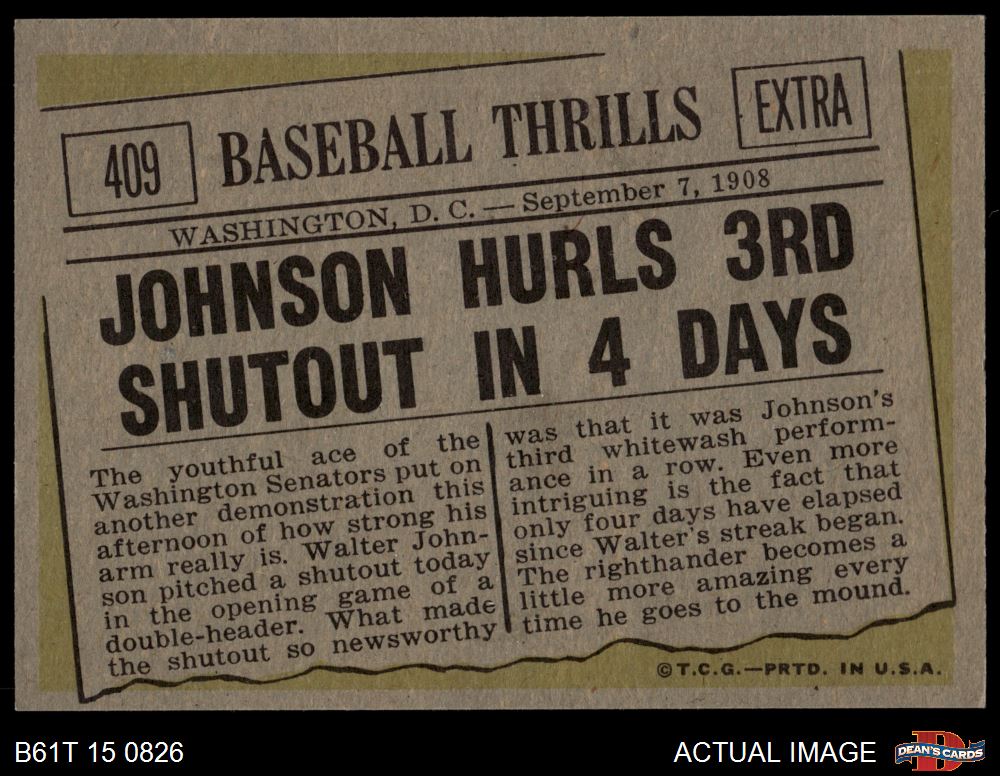 409
BASEBALL THRILLS
EXTRA
WASHINGTON, D. C. — September 7, 1908
JOHNSON HURLS 3RD
SHUTOUT IN 4 DAYS
The youthful ace of the
Washington Senators put on
another demonstration this
afternoon of how strong his
arm really is. Walter John-
son pitched a shutout today
in the opening game of a
double-header. What made
the shutout so newsworthy
was that it was Johnson's
third whitewash perform-
ance in a row. Even more
intriguing is the fact that
only four days have elapsed
since Walter's streak began.
The righthander becomes a
little more amazing every
time he goes to the mound.
© T.C.G.—PRTD. IN U.S.A.
B61T 15 0826
ACTUAL IMAGE
D
DEAN'S CARDS